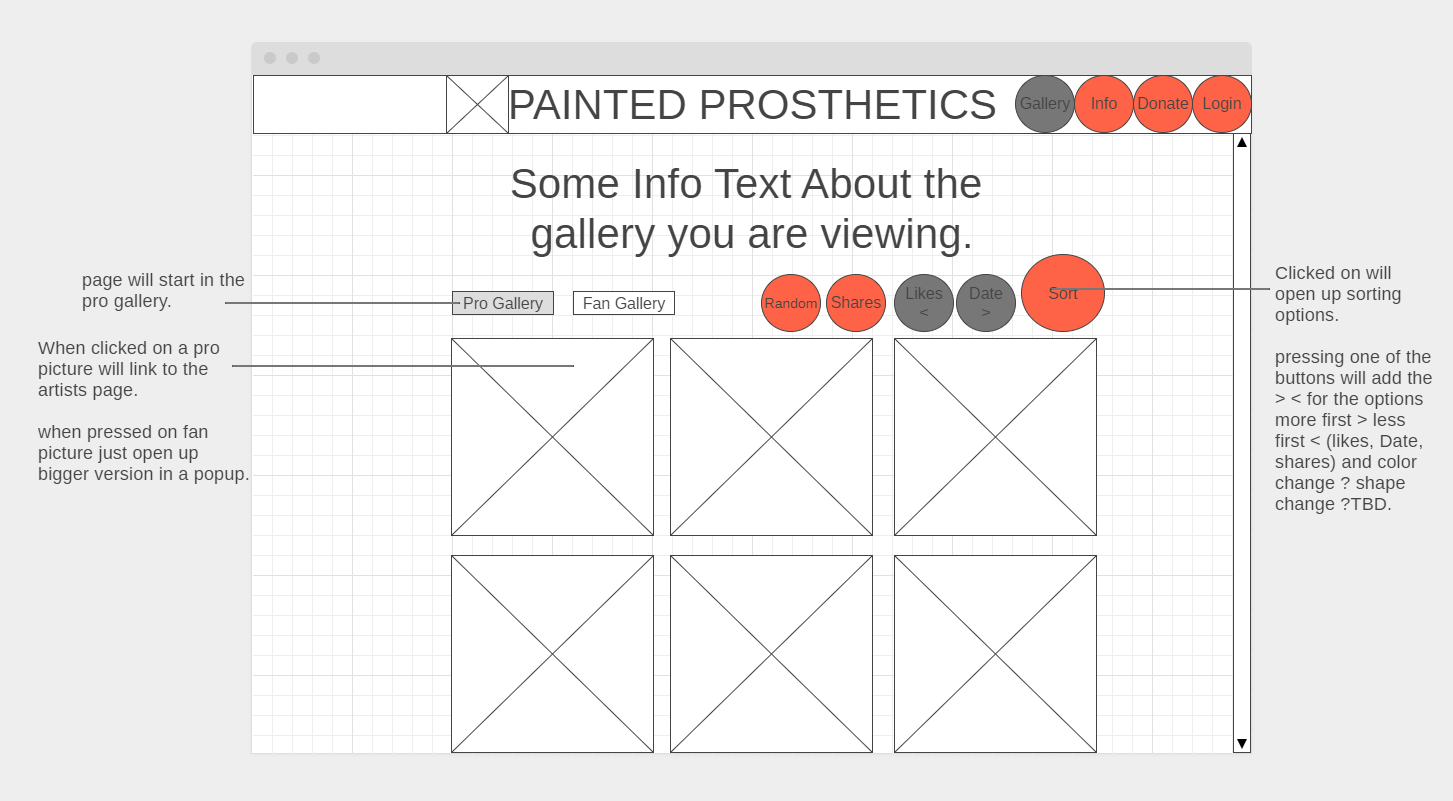 PAINTED PROSTHETICS
Gallery
Info
Donate
Login
Some Info Text About the
gallery you are viewing.
page will start in the
pro gallery.
Pro Gallery
Fan Gallery
Random
Shares
Likes
<
Date
>
Sort
When clicked on a pro
picture will link to the
artists page.
when pressed on fan
picture just open up
bigger version in a popup.
Clicked on will
open up sorting
options.
pressing one of the
buttons will add the
> < for the options
more first > less
first < (likes, Date,
shares) and color
change ? shape
change ?TBD.